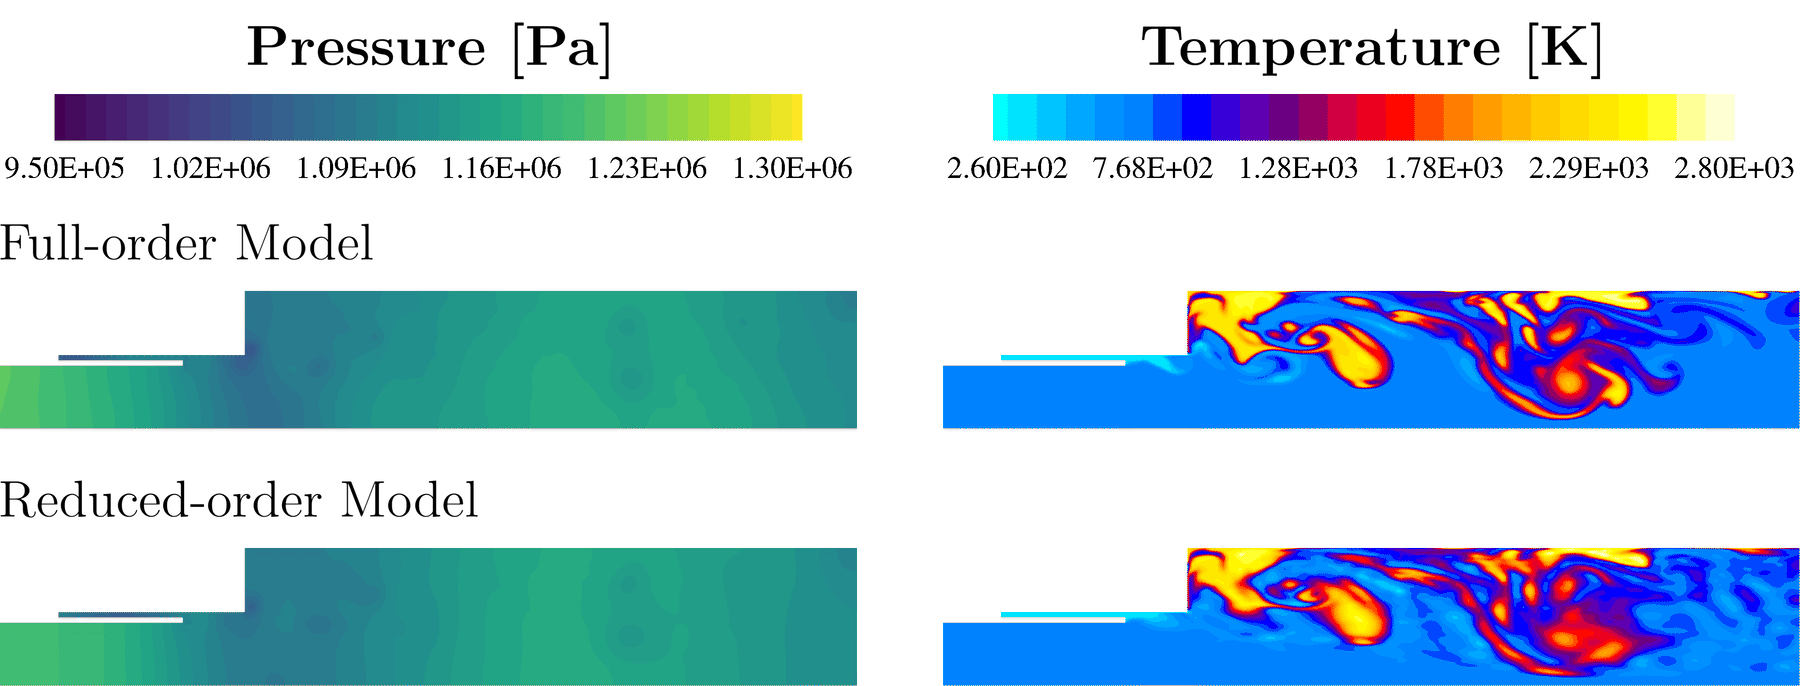 Pressure [Pa]
Temperature [K]
9.50E+05 1.02E+06 1.09E+06 1.16E+06 1.23E+06 1.30E+06
2.60E+02 7.68E+02 1.28E+03 1.78E+03 2.29E+03 2.80E+03
Full-order Model
Reduced-order Model